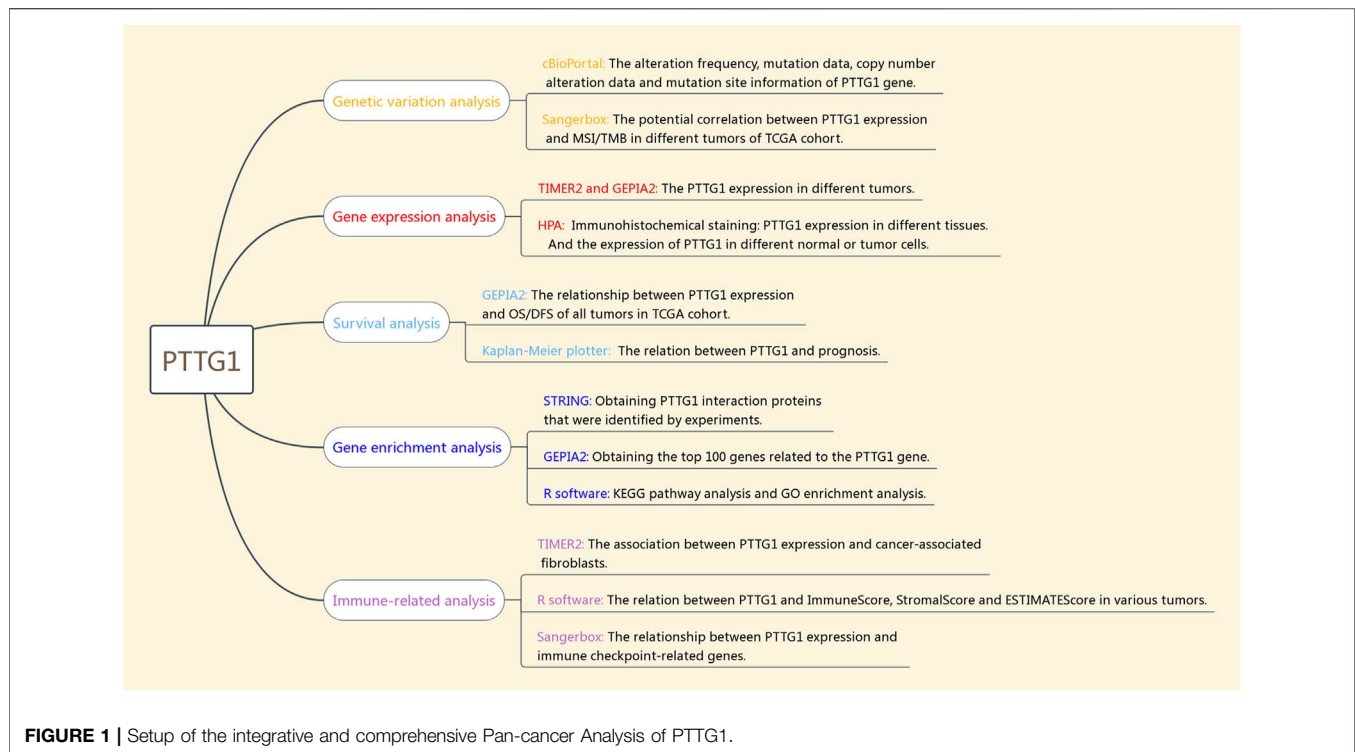 PTTG1
Genetic variation analysis
cBioPortal: The alteration frequency, mutation data, copy number
alteration data and mutation site information of PTTG1 gene.
Sangerbox: The potential correlation between PTTG1 expression
and MSI/TMB in different tumors of TCGA cohort.
Gene expression analysis
TIMER2 and GEPIA2: The PTTG1 expression in different tumors.
HPA: Immunohistochemical staining: PTTG1 expression in different tissues.
And the expression of PTTG1 in different normal or tumor cells.
Survival analysis
GEPIA2: The relationship between PTTG1 expression
and OS/DFS of all tumors in TCGA cohort.
Kaplan-Meier plotter: The relation between PTTG1 and prognosis.
Gene enrichment analysis
STRING: Obtaining PTTG1 interaction proteins
that were identified by experiments.
GEPIA2: Obtaining the top 100 genes related to the PTTG1 gene.
R software: KEGG pathway analysis and GO enrichment analysis.
Immune-related analysis
TIMER2: The association between PTTG1 expression and cancer-associated
fibroblasts.
R software: The relation between PTTG1 and ImmuneScore, StromalScore and ESTIMATEScore in various tumors.
Sangerbox: The relationship between PTTG1 expression and
immune checkpoint-related genes.
FIGURE 1 | Setup of the integrative and comprehensive Pan-cancer Analysis of PTTG1.